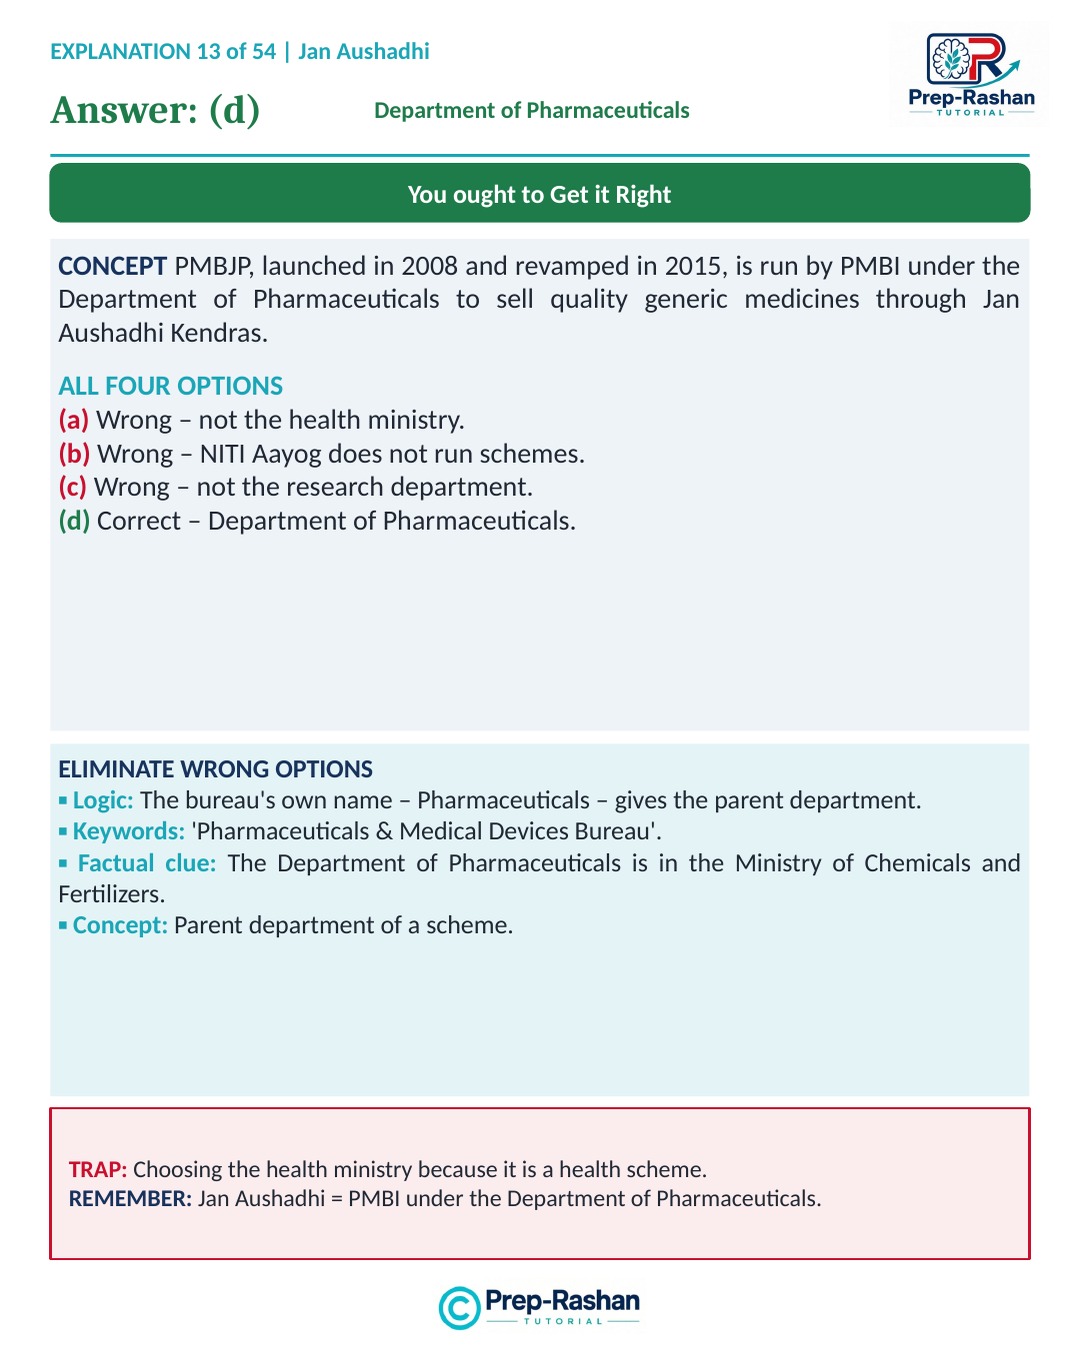 EXPLANATION 13 of 54 | Jan Aushadhi
Prep-Rashan
TUTORIAL
Answer: (d)
Department of Pharmaceuticals
You ought to Get it Right
CONCEPT PMBJP, launched in 2008 and revamped in 2015, is run by PMBI under the
Department of Pharmaceuticals to sell quality generic medicines through Jan
Aushadhi Kendras.
ALL FOUR OPTIONS
(a) Wrong – not the health ministry.
(b) Wrong – NITI Aayog does not run schemes.
(c) Wrong – not the research department.
(d) Correct – Department of Pharmaceuticals.
ELIMINATE WRONG OPTIONS
▪ Logic: The bureau's own name – Pharmaceuticals – gives the parent department.
▪ Keywords: 'Pharmaceuticals & Medical Devices Bureau'.
▪ Factual clue: The Department of Pharmaceuticals is in the Ministry of Chemicals and
Fertilizers.
▪ Concept: Parent department of a scheme.
TRAP: Choosing the health ministry because it is a health scheme.
REMEMBER: Jan Aushadhi = PMBI under the Department of Pharmaceuticals.
© Prep-Rashan
TUTORIAL